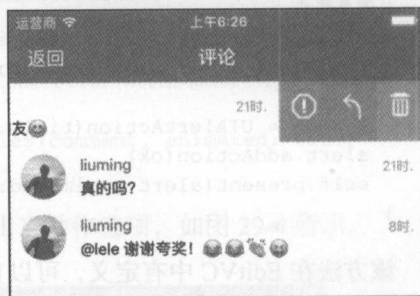 运营商 上午6:26
返回 评论
21时.
友😄
liuming 21时.
真的吗?
liuming 8时.
@lele 谢谢夸奖! 😂😂👏😂